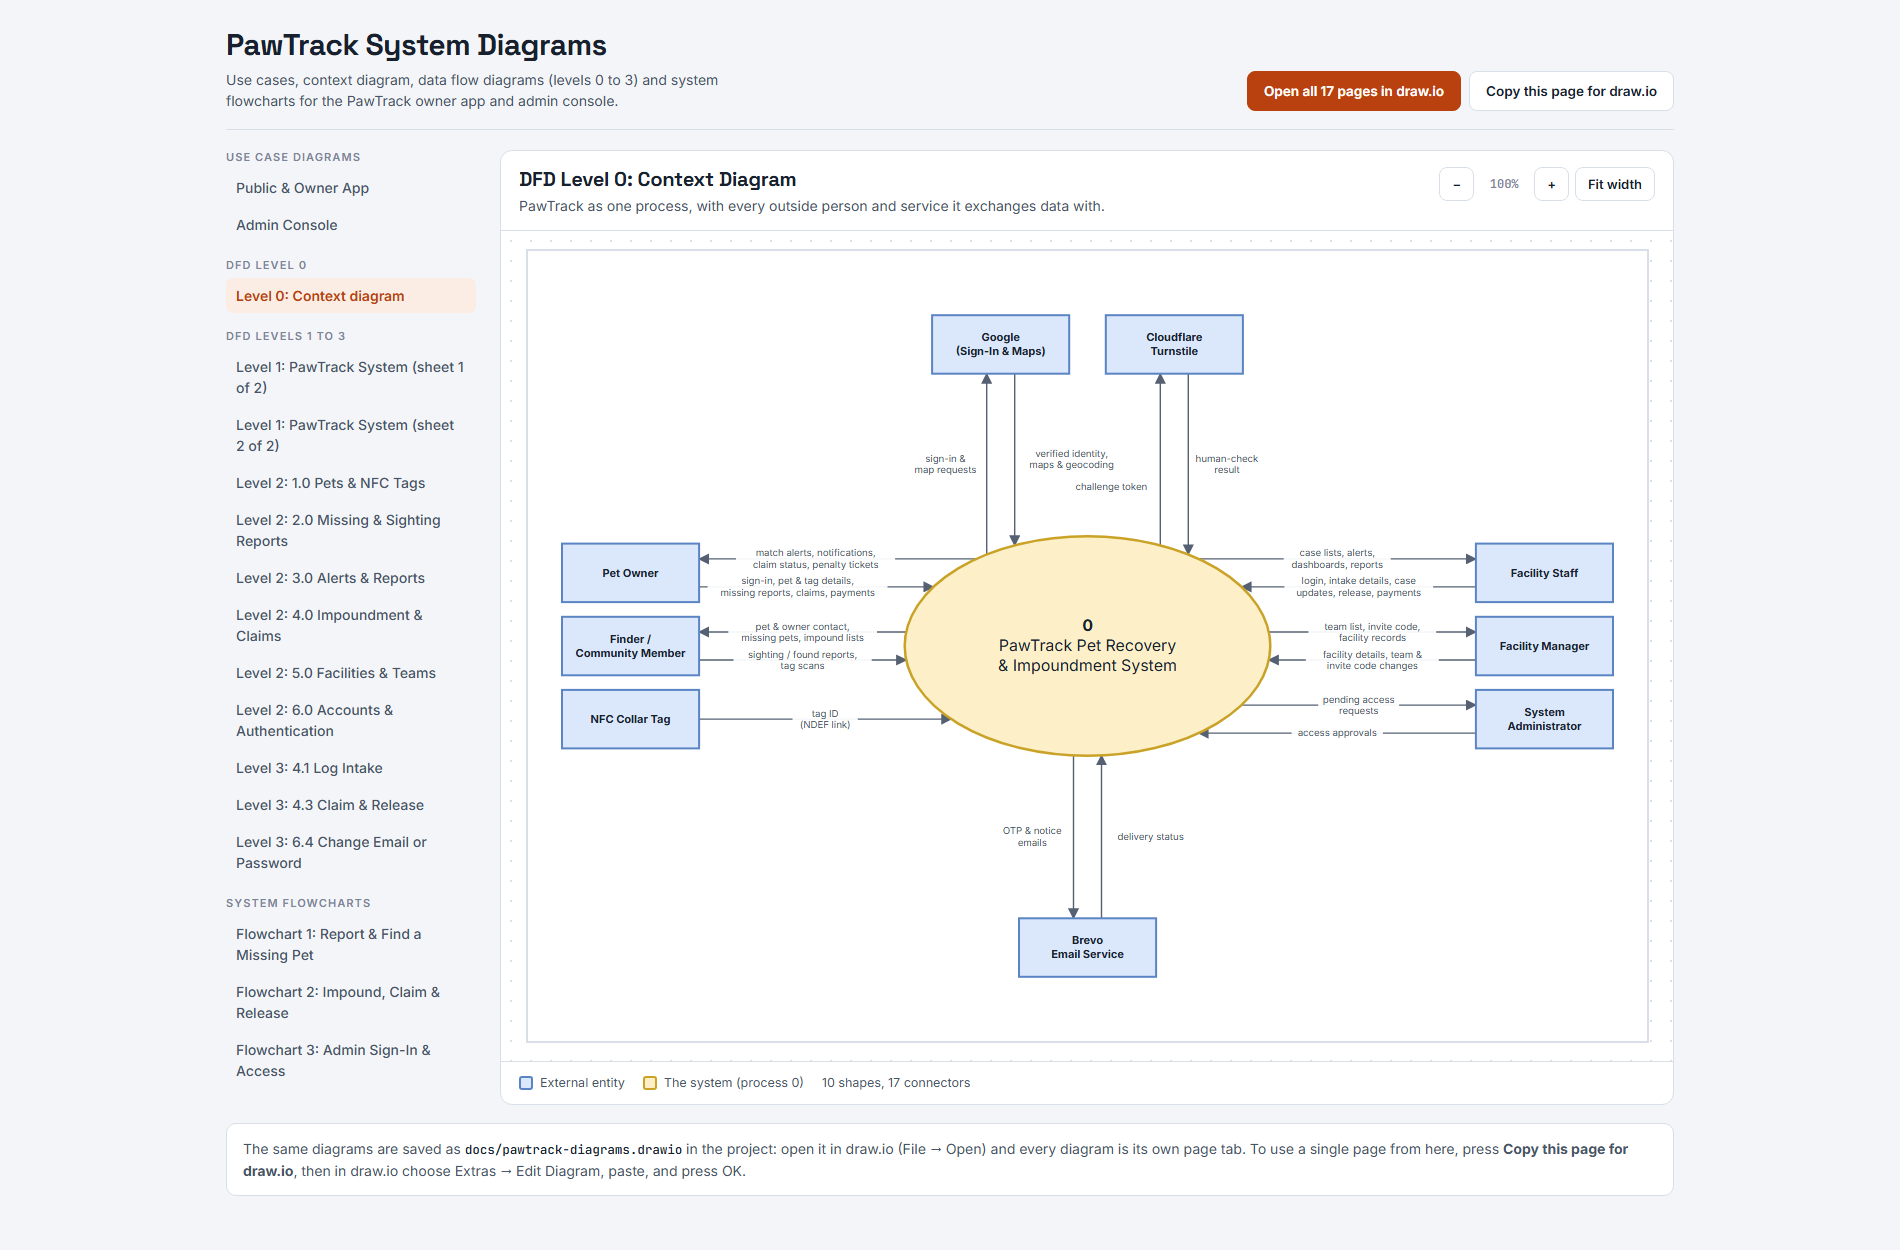 PawTrack System Diagrams
Use cases, context diagram, data flow diagrams (levels 0 to 3) and system
flowcharts for the PawTrack owner app and admin console.
Open all 17 pages in draw.io
Copy this page for draw.io
USE CASE DIAGRAMS
Public & Owner App
Admin Console
DFD LEVEL 0
Level 0: Context diagram
DFD LEVELS 1 TO 3
Level 1: PawTrack System (sheet 1
of 2)
Level 1: PawTrack System (sheet
2 of 2)
Level 2: 1.0 Pets & NFC Tags
Level 2: 2.0 Missing & Sighting
Reports
Level 2: 3.0 Alerts & Reports
Level 2: 4.0 Impoundment &
Claims
Level 2: 5.0 Facilities & Teams
Level 2: 6.0 Accounts &
Authentication
Level 3: 4.1 Log Intake
Level 3: 4.3 Claim & Release
Level 3: 6.4 Change Email or
Password
SYSTEM FLOWCHARTS
Flowchart 1: Report & Find a
Missing Pet
Flowchart 2: Impound, Claim &
Release
Flowchart 3: Admin Sign-In &
Access
DFD Level 0: Context Diagram
PawTrack as one process, with every outside person and service it exchanges data with.
−
100%
+
Fit width
Google
(Sign-In & Maps)
Cloudflare
Turnstile
sign-in &
map requests
verified identity,
maps & geocoding
challenge token
human-check
result
Pet Owner
match alerts, notifications,
claim status, penalty tickets
sign-in, pet & tag details,
missing reports, claims, payments
Finder /
Community Member
pet & owner contact,
missing pets, impound lists
sighting / found reports,
tag scans
NFC Collar Tag
tag ID
(NDEF link)
0
PawTrack Pet Recovery
& Impoundment System
case lists, alerts,
dashboards, reports
login, intake details, case
updates, release, payments
Facility Staff
team list, invite code,
facility records
facility details, team &
invite code changes
Facility Manager
pending access
requests
access approvals
System
Administrator
OTP & notice
emails
delivery status
Brevo
Email Service
External entity
The system (process 0)
10 shapes, 17 connectors
The same diagrams are saved as docs/pawtrack-diagrams.drawio in the project: open it in draw.io (File → Open) and every diagram is its own page tab. To use a single page from here, press Copy this page for
draw.io, then in draw.io choose Extras → Edit Diagram, paste, and press OK.